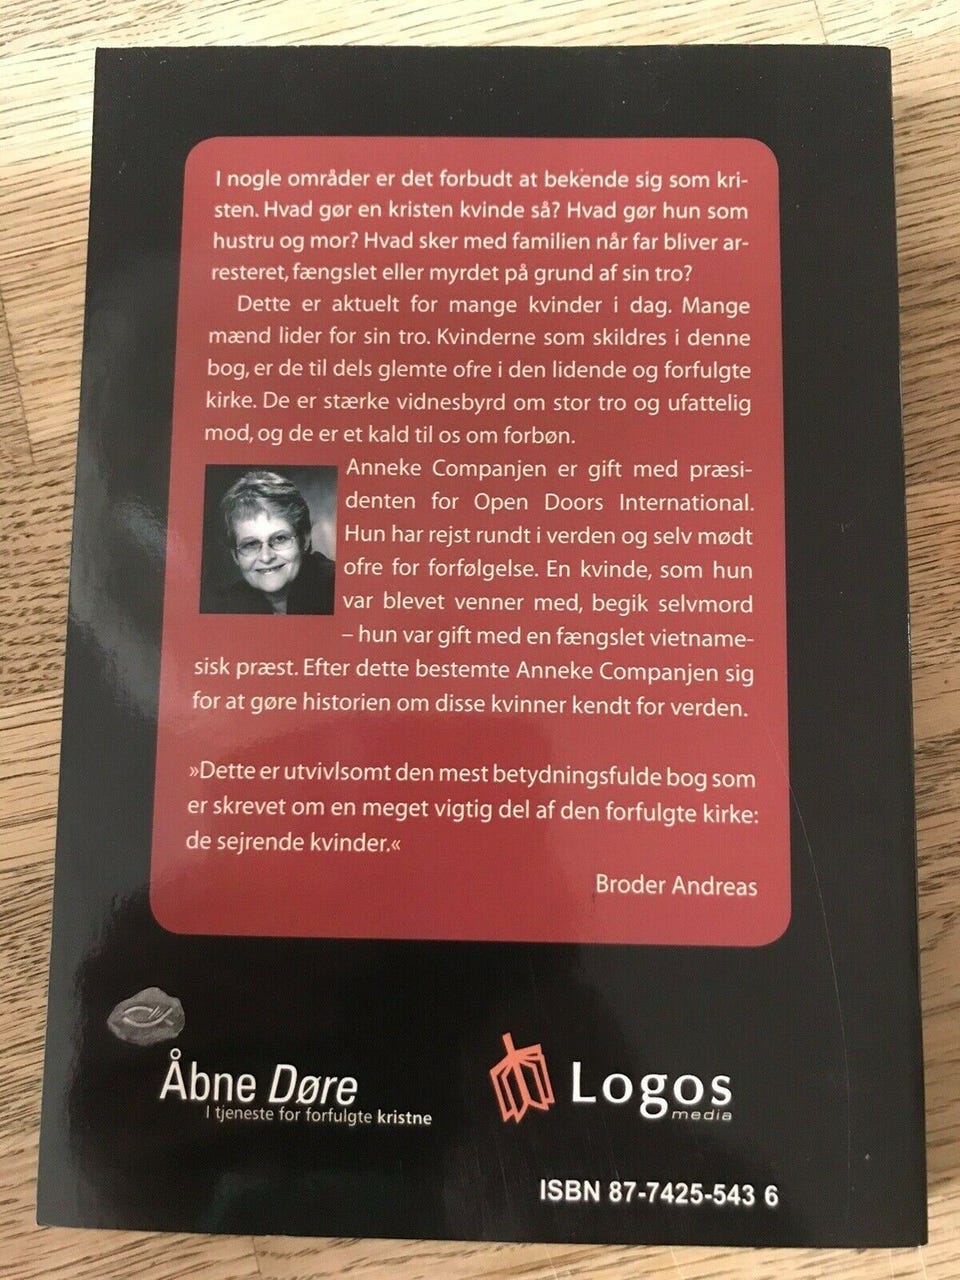 I nogle områder er det forbudt at bekende sig som kri-
sten. Hvad gør en kristen kvinde så? Hvad gør hun som
hustru og mor? Hvad sker med familien når far bliver ar-
resteret, fængslet eller myrdet på grund af sin tro?
Dette er aktuelt for mange kvinder i dag. Mange
mænd lider for sin tro. Kvinderne som skildres i denne
bog, er de til dels glemte ofre i den lidende og forfulgte
kirke. De er stærke vidnesbyrd om stor tro og ufattelig
mod, og de er et kald til os om forbøn.
Anneke Companjen er gift med præsi-
denten for Open Doors International.
Hun har rejst rundt i verden og selv mødt
ofre for forfølgelse. En kvinde, som hun
var blevet venner med, begik selvmord
– hun var gift med en fængslet vietname-
sisk præst. Efter dette bestemte Anneke Companjen sig
for at gøre historien om disse kvinner kendt for verden.
»Dette er utvivlsomt den mest betydningsfulde bog som
er skrevet om en meget vigtig del af den forfulgte kirke:
de sejrende kvinder.«
Broder Andreas
Åbne Døre
I tjeneste for forfulgte kristne
Logos
media
ISBN 87-7425-543 6